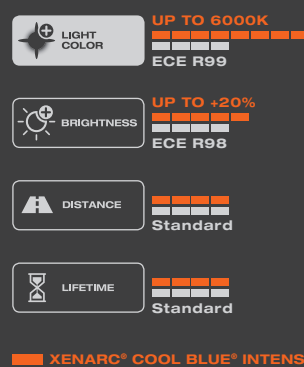 UP TO 6000K
LIGHT
COLOR
ECE R99
UP TO +20%
BRIGHTNESS
ECE R98
DISTANCE
Standard
LIFETIME
Standard
XENARC® COOL BLUE® INTENS